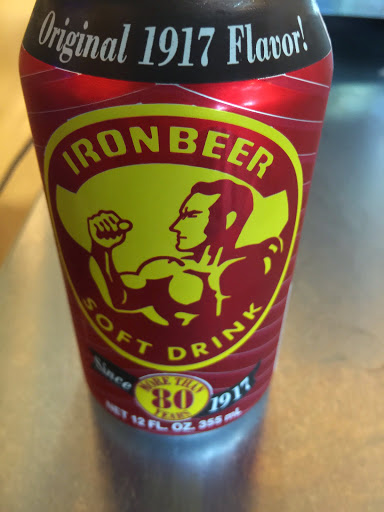 Original 1917 Flavor!
IRONBEER
SOFT DRINK
Since 1917
MORE THAN
80
YEARS
NET 12 FL. OZ. 355 mL